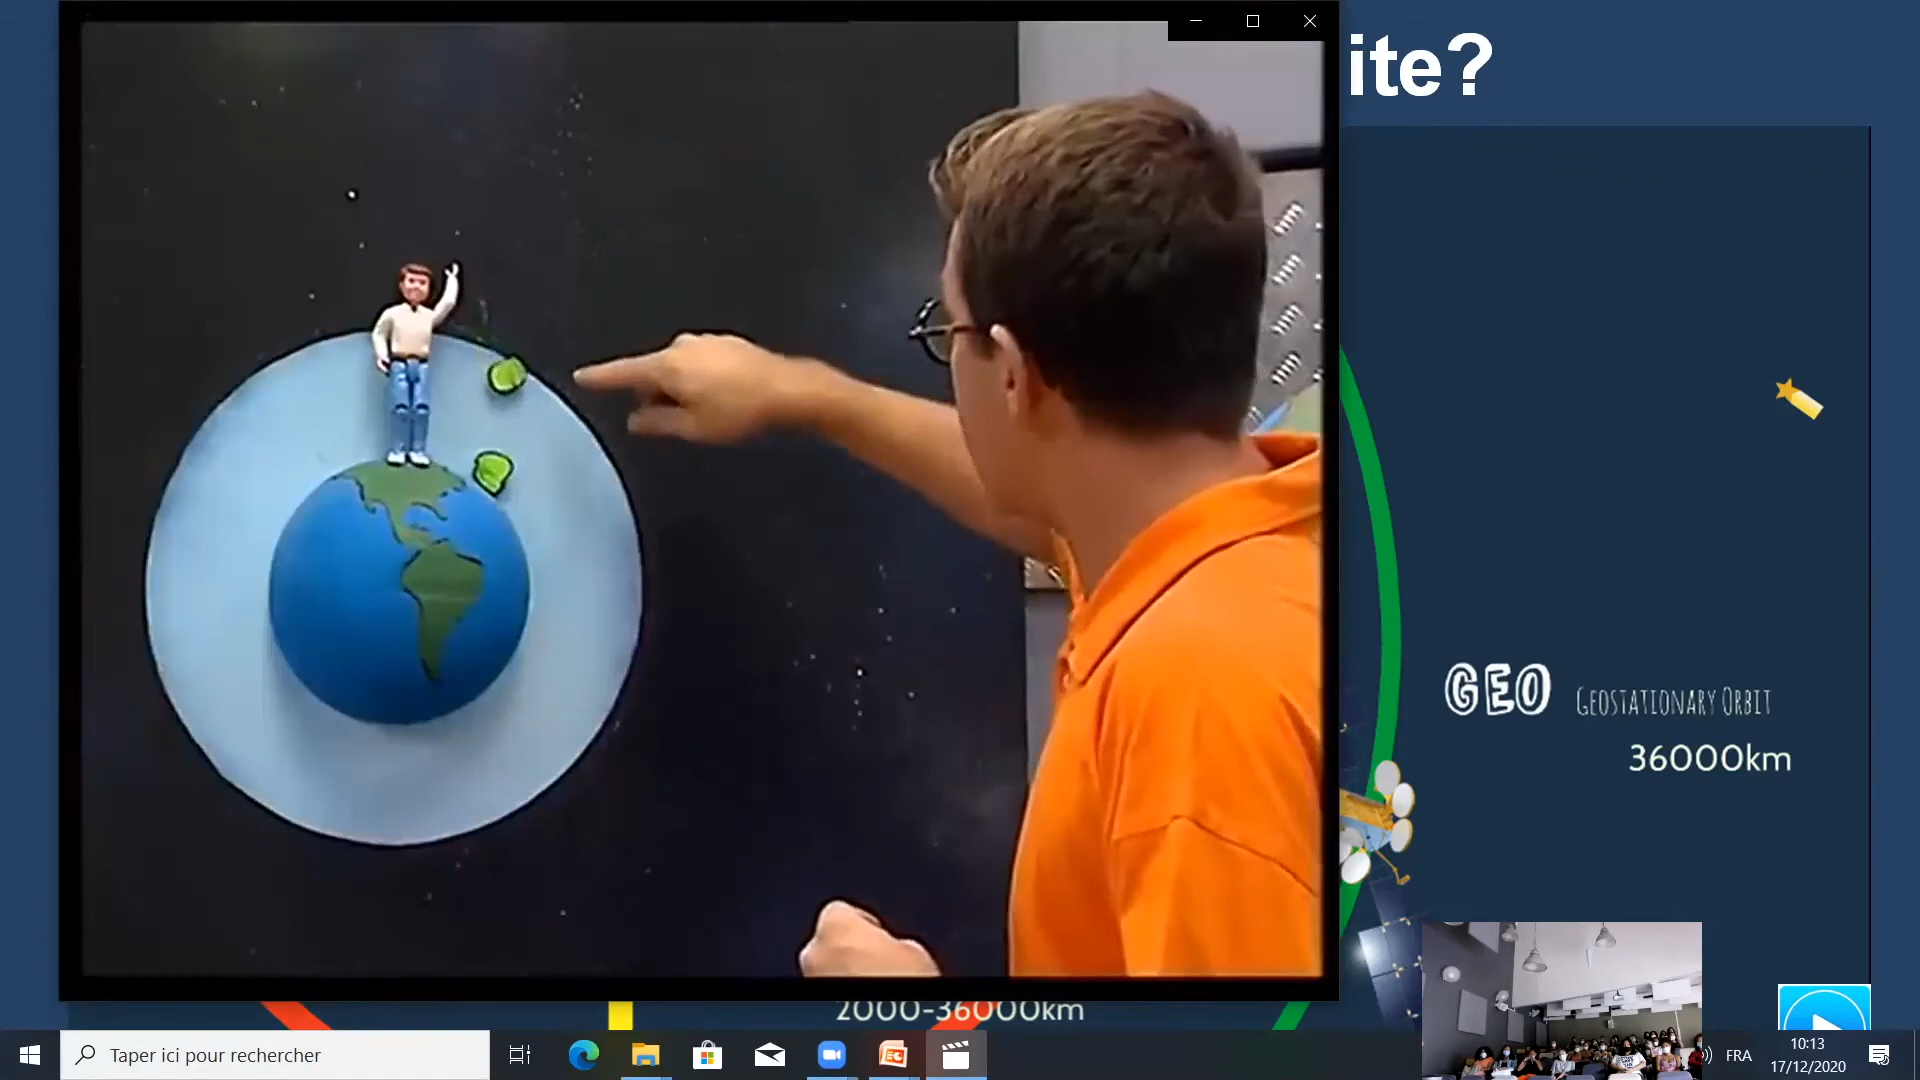 ite?
GEO Geostationary Orbit
36000km
2000-36000km
Taper ici pour rechercher
FRA
10:13
17/12/2020